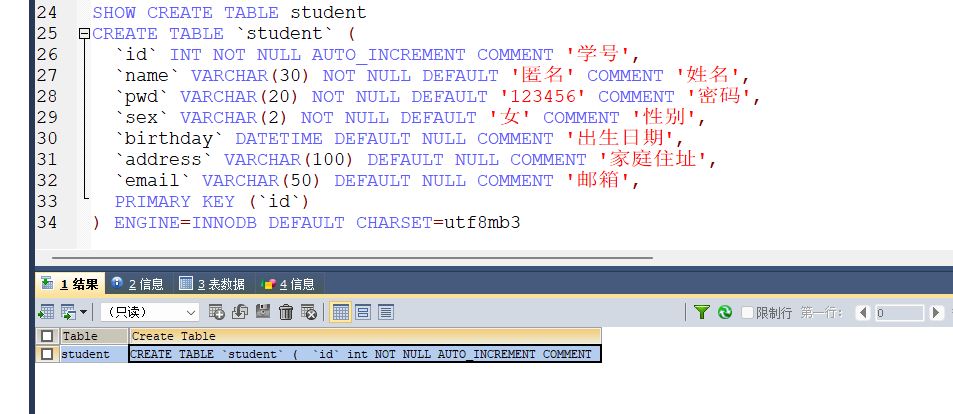 24 SHOW CREATE TABLE student
25 CREATE TABLE `student` (
26 `id` INT NOT NULL AUTO_INCREMENT COMMENT '学号',
27 `name` VARCHAR(30) NOT NULL DEFAULT '匿名' COMMENT '姓名',
28 `pwd` VARCHAR(20) NOT NULL DEFAULT '123456' COMMENT '密码',
29 `sex` VARCHAR(2) NOT NULL DEFAULT '女' COMMENT '性别',
30 `birthday` DATETIME DEFAULT NULL COMMENT '出生日期',
31 `address` VARCHAR(100) DEFAULT NULL COMMENT '家庭住址',
32 `email` VARCHAR(50) DEFAULT NULL COMMENT '邮箱',
33 PRIMARY KEY (`id`)
34 ) ENGINE=INNODB DEFAULT CHARSET=utf8mb3
1 结果 2 信息 3 表数据 4 信息
(只读) 限制行 第一行: 0
Table Create Table
student CREATE TABLE `student` ( `id` int NOT NULL AUTO_INCREMENT COMMENT